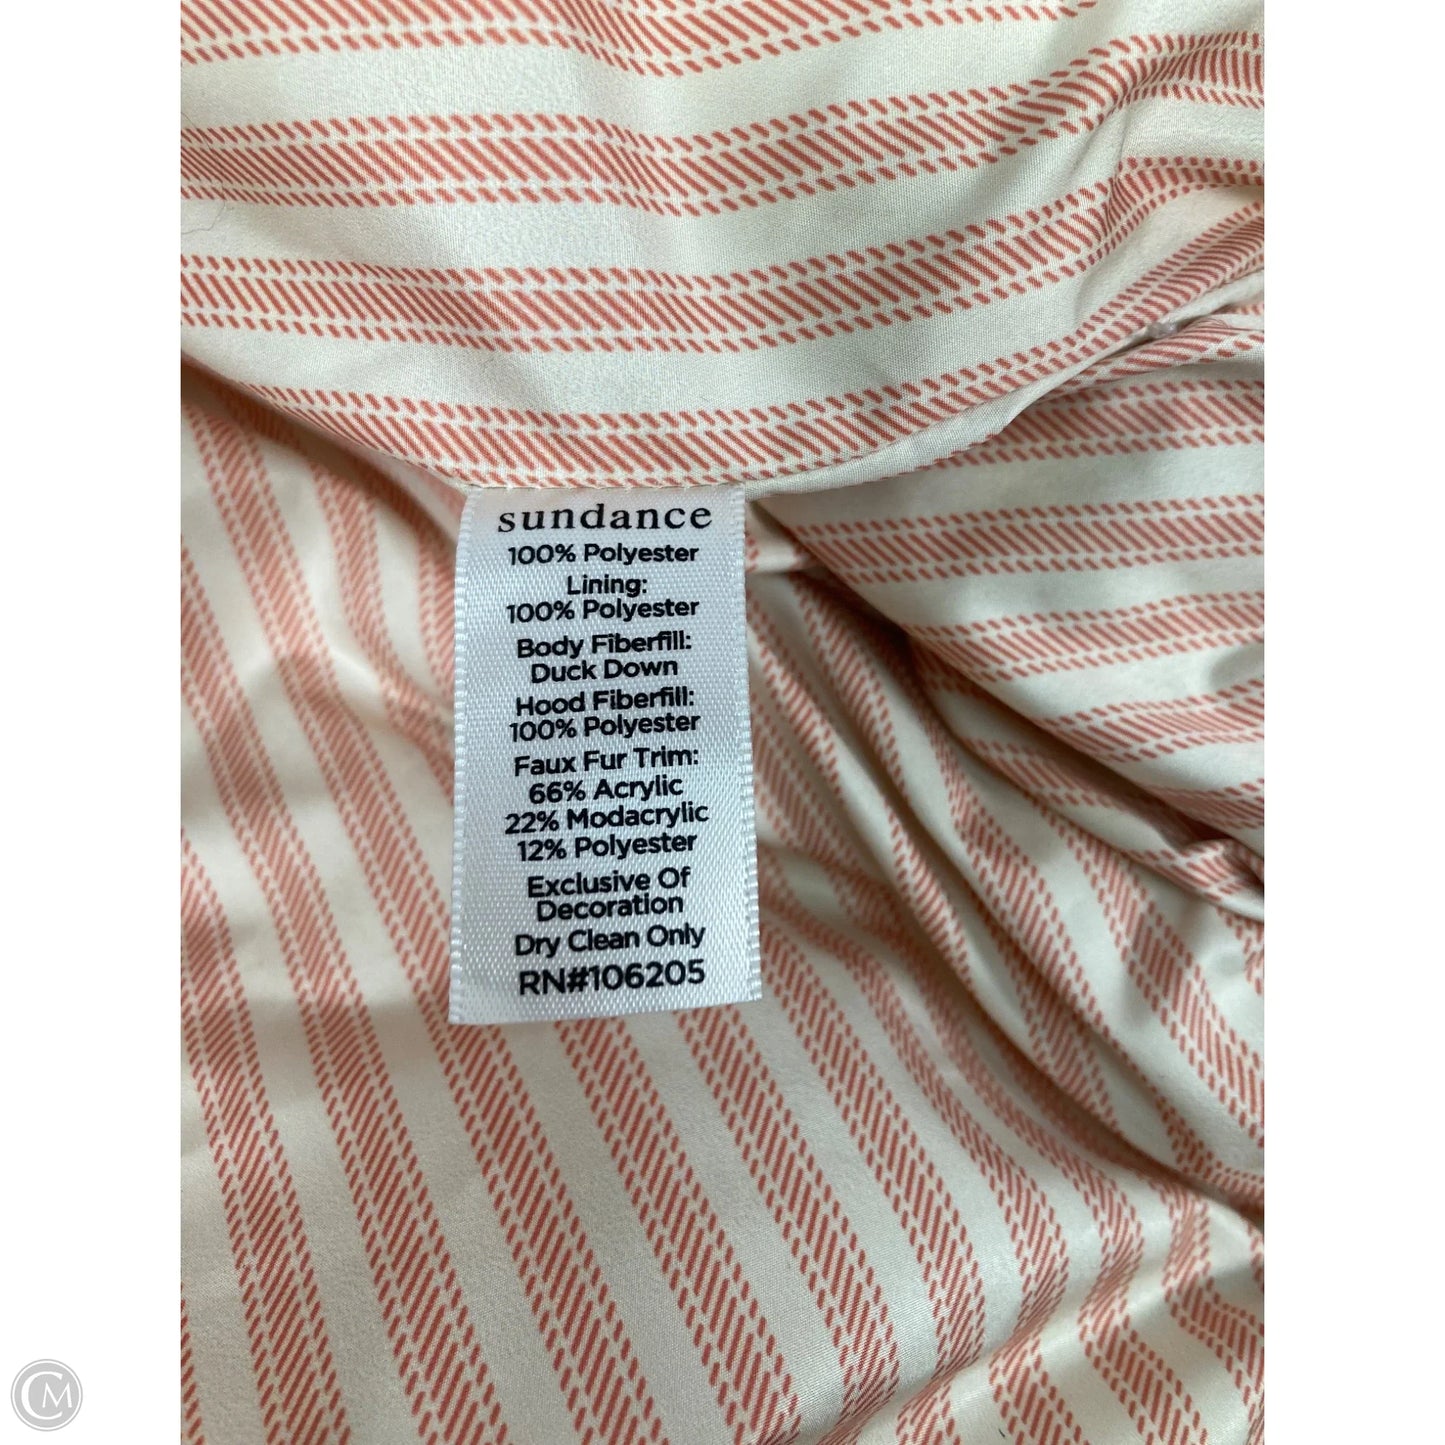 sundance
100% Polyester
Lining:
100% Polyester
Body Fiberfill:
Duck Down
Hood Fiberfill:
100% Polyester
Faux Fur Trim:
66% Acrylic
22% Modacrylic
12% Polyester
Exclusive Of
Decoration
Dry Clean Only
RN#106205
CM